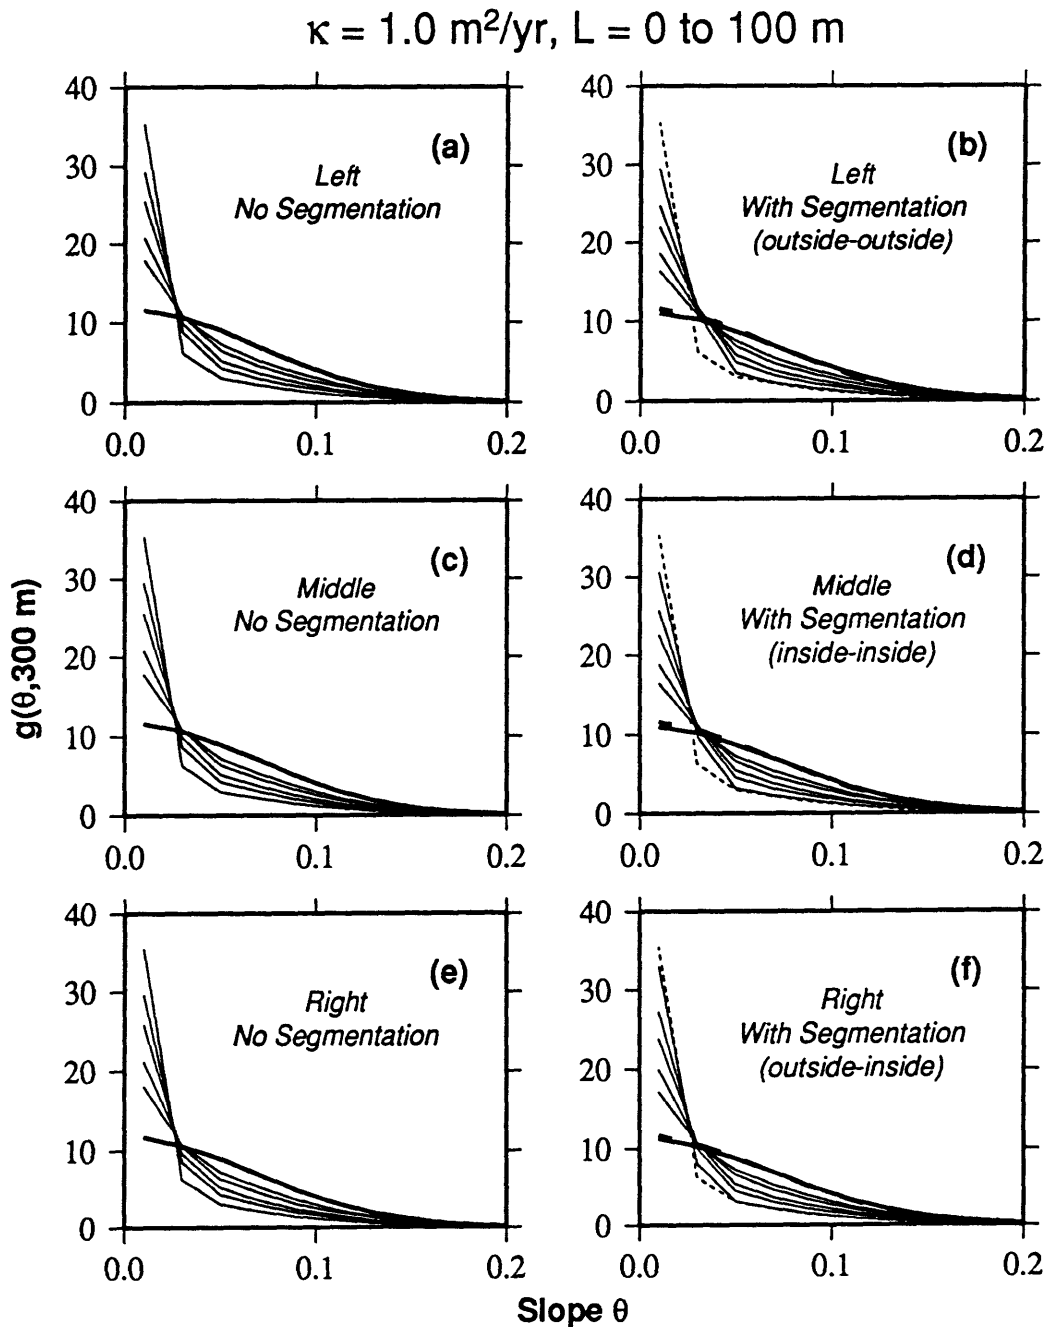 κ = 1.0 m²/yr, L = 0 to 100 m
40
30
20
10
0
0.0
0.1
0.2
(a)
Left
No Segmentation
40
30
20
10
0
0.0
0.1
0.2
(b)
Left
With Segmentation
(outside-outside)
40
30
20
10
0
0.0
0.1
0.2
(c)
Middle
No Segmentation
40
30
20
10
0
0.0
0.1
0.2
(d)
Middle
With Segmentation
(inside-inside)
40
30
20
10
0
0.0
0.1
0.2
(e)
Right
No Segmentation
40
30
20
10
0
0.0
0.1
0.2
(f)
Right
With Segmentation
(outside-inside)
g(θ,300 m)
Slope θ